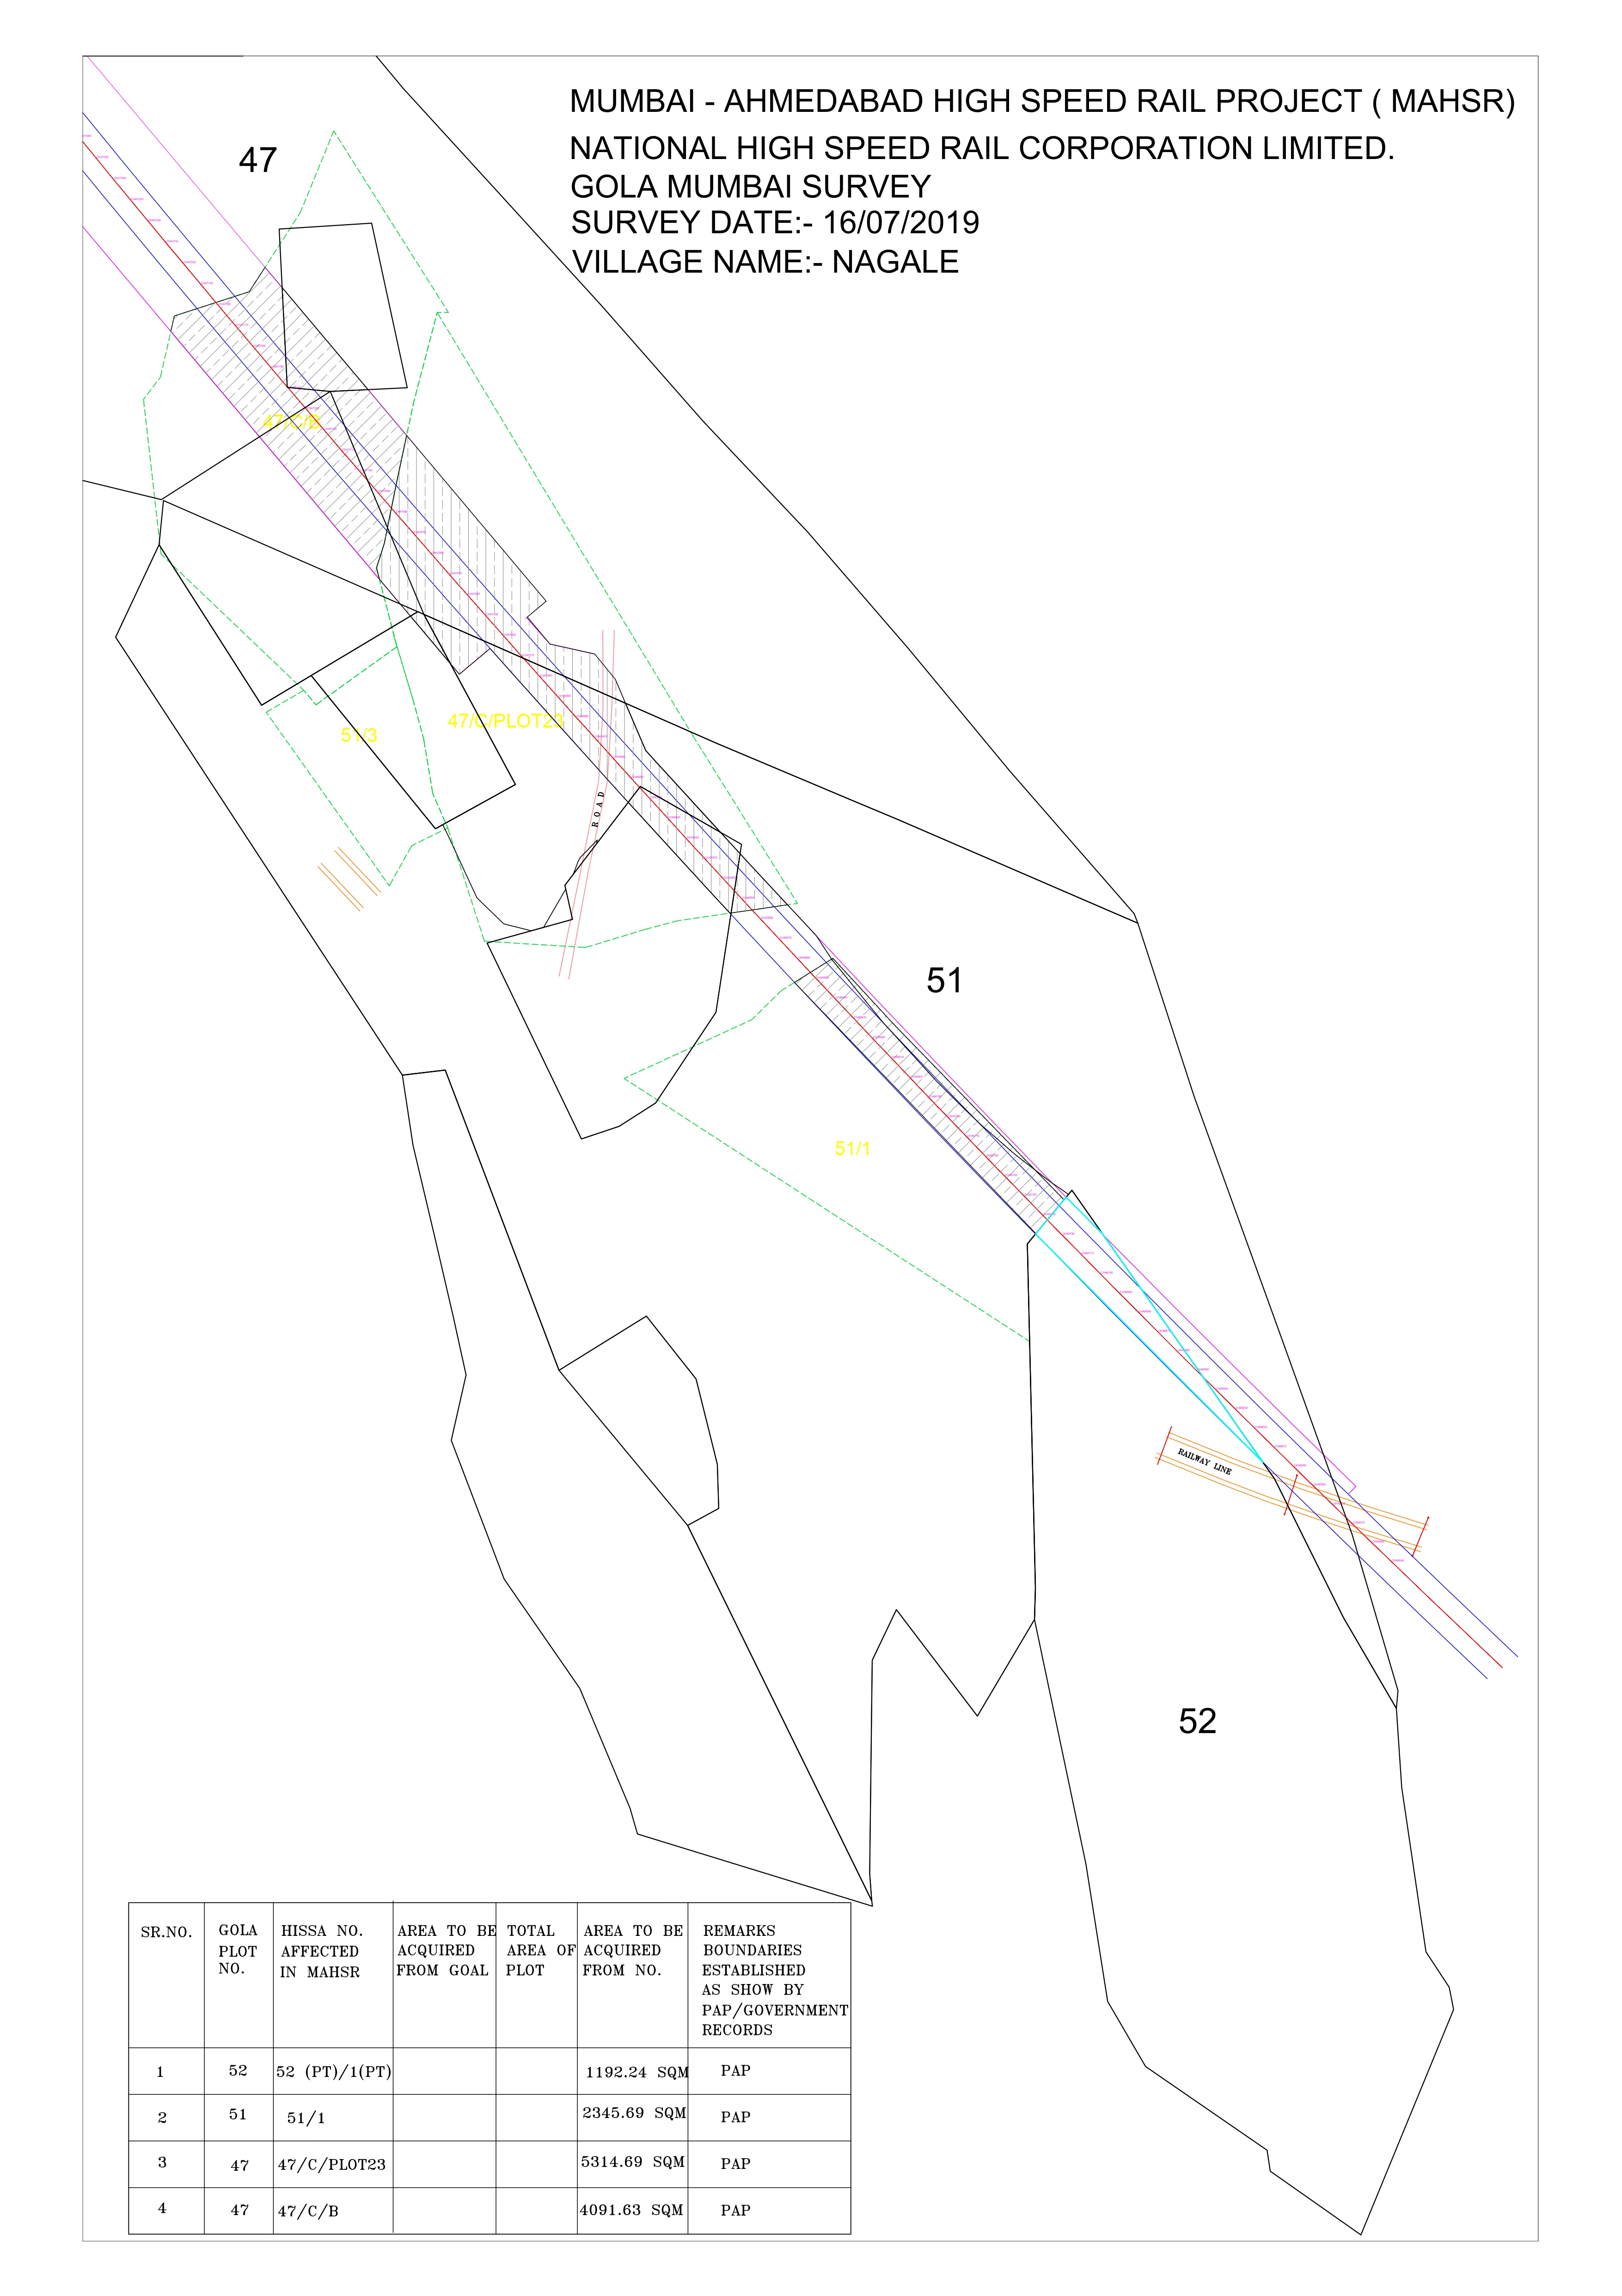 MUMBAI - AHMEDABAD HIGH SPEED RAIL PROJECT ( MAHSR)
NATIONAL HIGH SPEED RAIL CORPORATION LIMITED.
GOLA MUMBAI SURVEY
SURVEY DATE:- 16/07/2019
VILLAGE NAME:- NAGALE
47
47/C/B
47/C/PLOT23
51/3
ROAD
51
51/1
RAILWAY LINE
52
SR.NO.
GOLA
PLOT
NO.
HISSA NO.
AFFECTED
IN MAHSR
AREA TO BE
ACQUIRED
FROM GOAL
TOTAL
AREA OF
PLOT
AREA TO BE
ACQUIRED
FROM NO.
REMARKS
BOUNDARIES
ESTABLISHED
AS SHOW BY
PAP/GOVERNMENT
RECORDS
1 52 52 (PT)/1(PT) 1192.24 SQM PAP
2 51 51/1 2345.69 SQM PAP
3 47 47/C/PLOT23 5314.69 SQM PAP
4 47 47/C/B 4091.63 SQM PAP